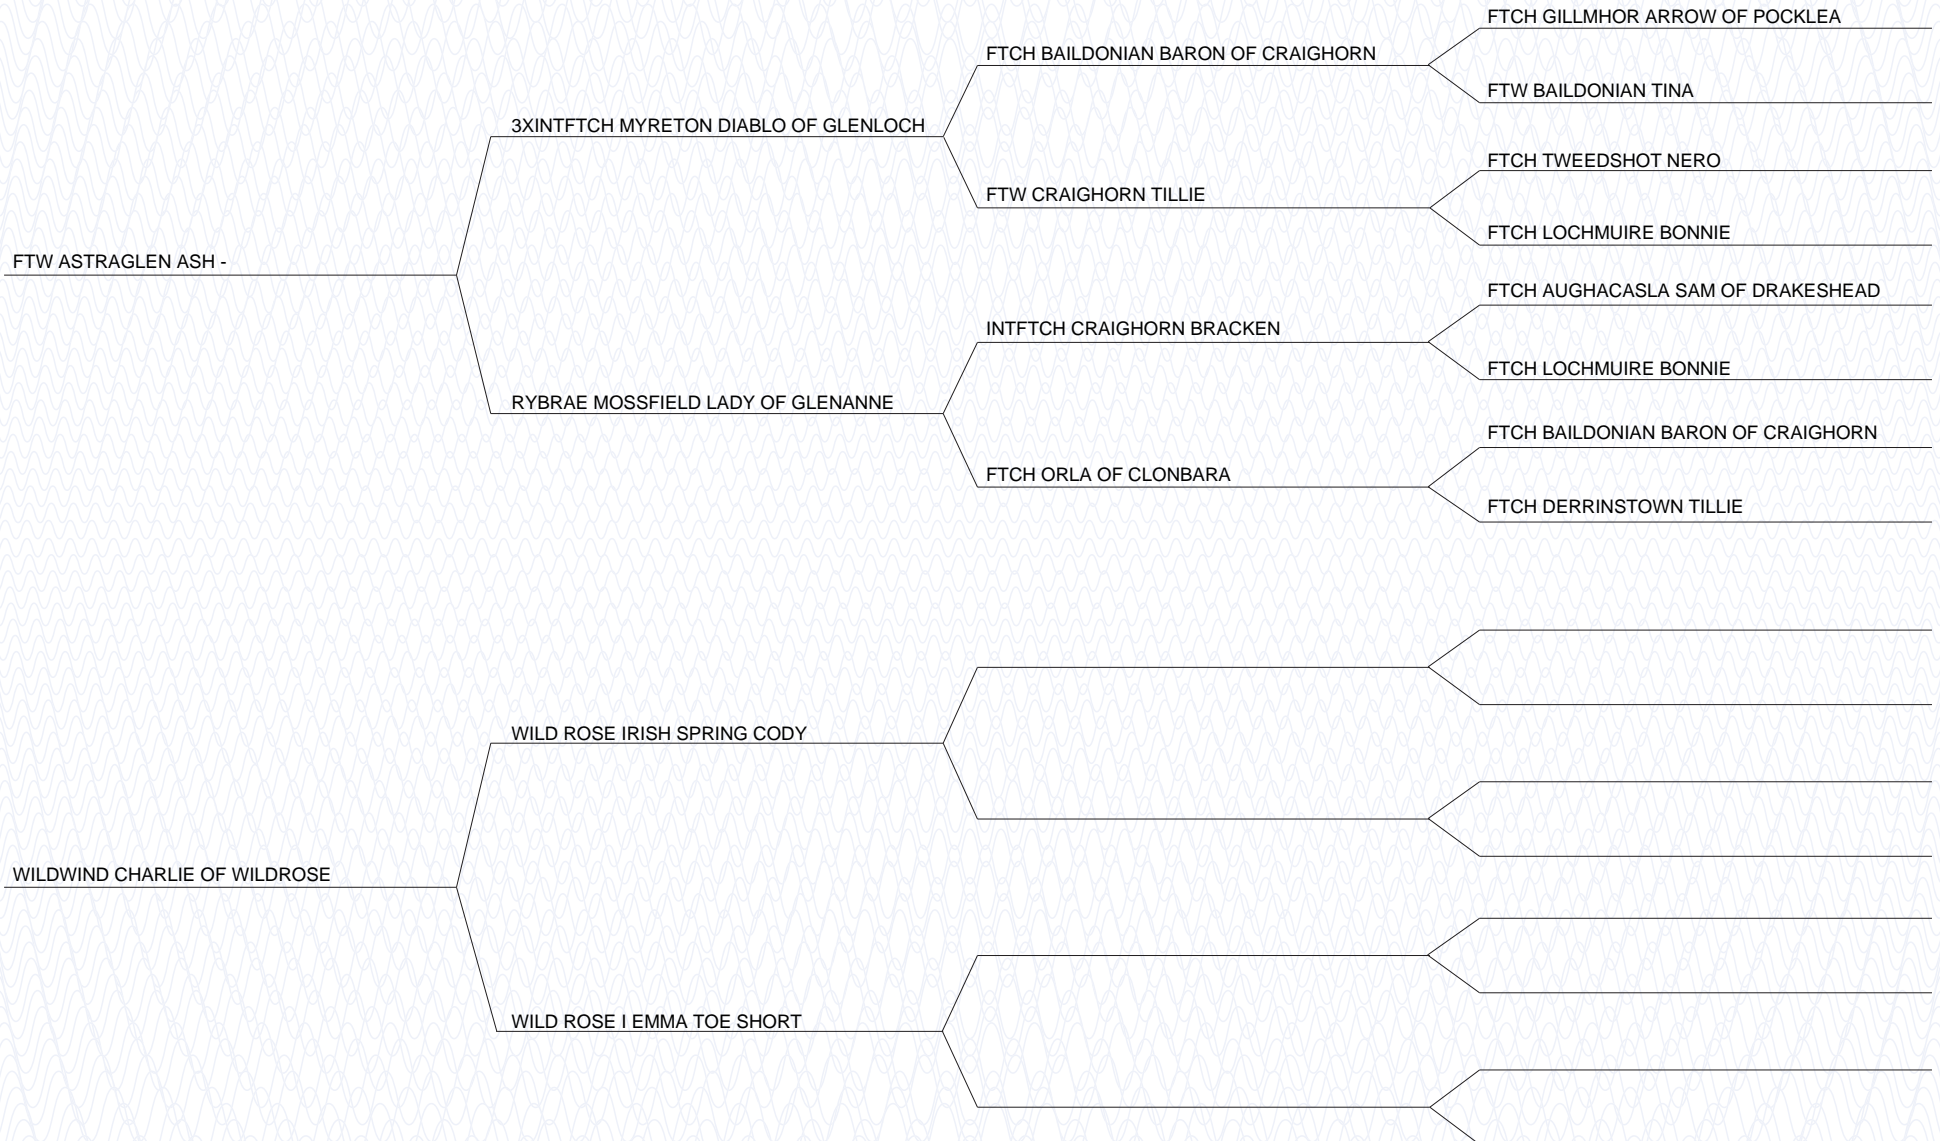 FTCH GILLMHOR ARROW OF POCKLEA
FTCH BAILDONIAN BARON OF CRAIGHORN
FTW BAILDONIAN TINA
3XINTFTCH MYRETON DIABLO OF GLENLOCH
FTCH TWEEDSHOT NERO
FTW CRAIGHORN TILLIE
FTCH LOCHMUIRE BONNIE
FTW ASTRAGLEN ASH -
FTCH AUGHACASLA SAM OF DRAKESHEAD
INTFTCH CRAIGHORN BRACKEN
FTCH LOCHMUIRE BONNIE
RYBRAE MOSSFIELD LADY OF GLENANNE
FTCH BAILDONIAN BARON OF CRAIGHORN
FTCH ORLA OF CLONBARA
FTCH DERRINSTOWN TILLIE
WILD ROSE IRISH SPRING CODY
WILDWIND CHARLIE OF WILDROSE
WILD ROSE I EMMA TOE SHORT